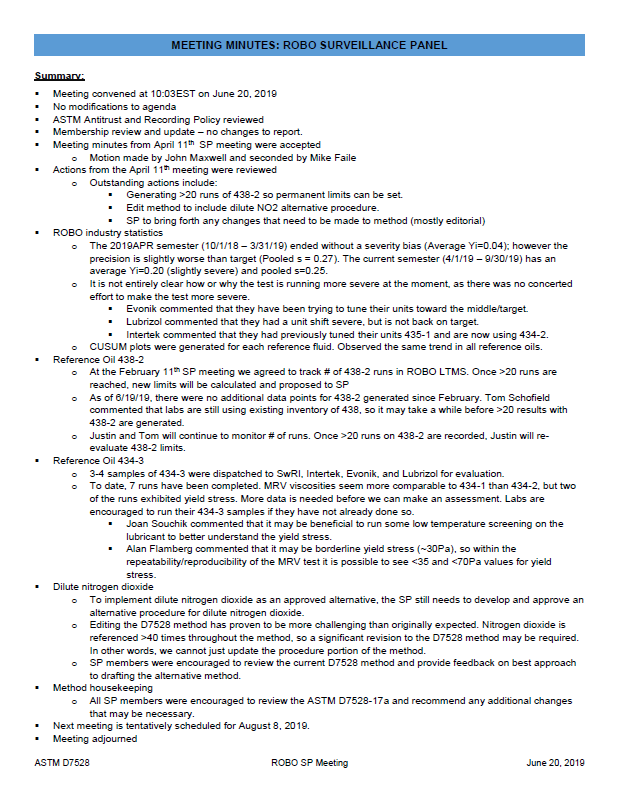 MEETING MINUTES: ROBO SURVEILLANCE PANEL
Summary:
▪ Meeting convened at 10:03EST on June 20, 2019
▪ No modifications to agenda
▪ ASTM Antitrust and Recording Policy reviewed
▪ Membership review and update – no changes to report.
▪ Meeting minutes from April 11th SP meeting were accepted
o Motion made by John Maxwell and seconded by Mike Faile
▪ Actions from the April 11th meeting were reviewed
o Outstanding actions include:
▪ Generating >20 runs of 438-2 so permanent limits can be set.
▪ Edit method to include dilute NO2 alternative procedure.
▪ SP to bring forth any changes that need to be made to method (mostly editorial)
▪ ROBO industry statistics
o The 2019APR semester (10/1/18 – 3/31/19) ended without a severity bias (Average Yi=0.04); however the
precision is slightly worse than target (Pooled s = 0.27). The current semester (4/1/19 – 9/30/19) has an
average Yi=0.20 (slightly severe) and pooled s=0.25.
o It is not entirely clear how or why the test is running more severe at the moment, as there was no concerted
effort to make the test more severe.
▪ Evonik commented that they have been trying to tune their units toward the middle/target.
▪ Lubrizol commented that they had a unit shift severe, but is not back on target.
▪ Intertek commented that they had previously tuned their units 435-1 and are now using 434-2.
o CUSUM plots were generated for each reference fluid. Observed the same trend in all reference oils.
▪ Reference Oil 438-2
o At the February 11th SP meeting we agreed to track # of 438-2 runs in ROBO LTMS. Once >20 runs are
reached, new limits will be calculated and proposed to SP
o As of 6/19/19, there were no additional data points for 438-2 generated since February. Tom Schofield
commented that labs are still using existing inventory of 438, so it may take a while before >20 results with
438-2 are generated.
o Justin and Tom will continue to monitor # of runs. Once >20 runs on 438-2 are recorded, Justin will re-
evaluate 438-2 limits.
▪ Reference Oil 434-3
o 3-4 samples of 434-3 were dispatched to SwRI, Intertek, Evonik, and Lubrizol for evaluation.
o To date, 7 runs have been completed. MRV viscosities seem more comparable to 434-1 than 434-2, but two
of the runs exhibited yield stress. More data is needed before we can make an assessment. Labs are
encouraged to run their 434-3 samples if they have not already done so.
▪ Joan Souchik commented that it may be beneficial to run some low temperature screening on the
lubricant to better understand the yield stress.
▪ Alan Flamberg commented that it may be borderline yield stress (~30Pa), so within the
repeatability/reproducibility of the MRV test it is possible to see <35 and <70Pa values for yield
stress.
▪ Dilute nitrogen dioxide
o To implement dilute nitrogen dioxide as an approved alternative, the SP still needs to develop and approve an
alternative procedure for dilute nitrogen dioxide.
o Editing the D7528 method has proven to be more challenging than originally expected. Nitrogen dioxide is
referenced >40 times throughout the method, so a significant revision to the D7528 method may be required.
In other words, we cannot just update the procedure portion of the method.
o SP members were encouraged to review the current D7528 method and provide feedback on best approach
to drafting the alternative method.
▪ Method housekeeping
o All SP members were encouraged to review the ASTM D7528-17a and recommend any additional changes
that may be necessary.
▪ Next meeting is tentatively scheduled for August 8, 2019.
▪ Meeting adjourned
ASTM D7528 ROBO SP Meeting June 20, 2019